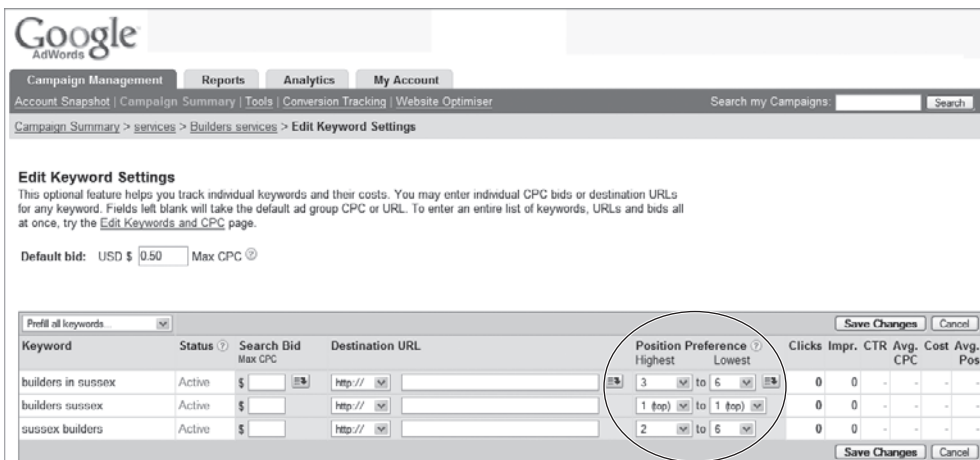 Google
AdWords
Campaign Management Reports Analytics My Account
Account Snapshot | Campaign Summary | Tools | Conversion Tracking | Website Optimiser Search my Campaigns: Search
Campaign Summary > services > Builders services > Edit Keyword Settings
Edit Keyword Settings
This optional feature helps you track individual keywords and their costs. You may enter individual CPC bids or destination URLs
for any keyword. Fields left blank will take the default ad group CPC or URL. To enter an entire list of keywords, URLs and bids all
at once, try the Edit Keywords and CPC page.
Default bid: USD $ 0.50 Max CPC ?
Prefill all keywords... Save Changes Cancel
Keyword Status ? Search Bid Destination URL Position Preference ? Clicks Impr. CTR Avg. Cost Avg.
Max CPC Highest Lowest CPC Pos
builders in sussex Active $ http:// 3 to 6 0 0 - - - -
builders sussex Active $ http:// 1 (top) to 1 (top) 0 0 - - - -
sussex builders Active $ http:// 2 to 6 0 0 - - - -
Save Changes Cancel